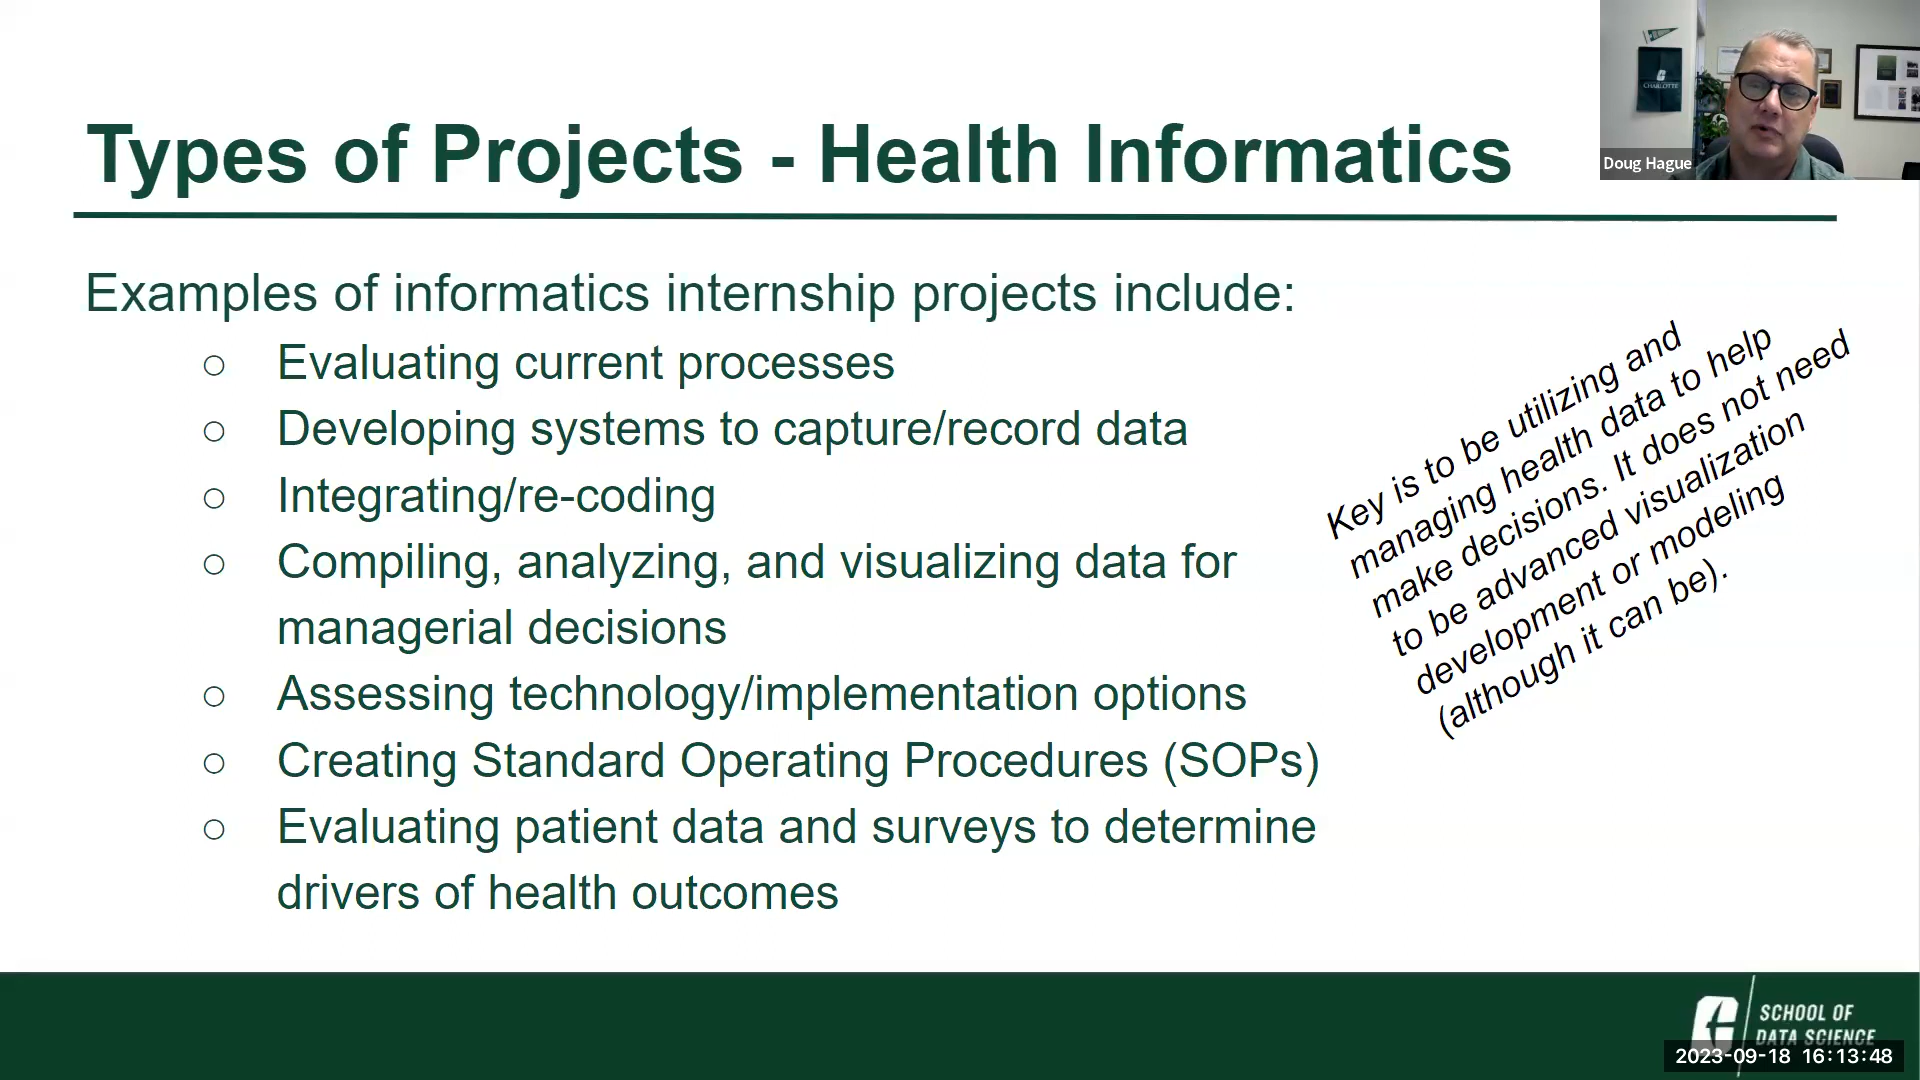 Types of Projects - Health Informatics
Doug Hague
CHARLOTTE
Examples of informatics internship projects include:
○ Evaluating current processes
○ Developing systems to capture/record data
○ Integrating/re-coding
○ Compiling, analyzing, and visualizing data for
managerial decisions
○ Assessing technology/implementation options
○ Creating Standard Operating Procedures (SOPs)
○ Evaluating patient data and surveys to determine
drivers of health outcomes
Key is to be utilizing and
managing health data to help
make decisions. It does not need
to be advanced visualization
development or modeling
(although it can be).
SCHOOL OF
DATA SCIENCE
2023-09-18 16:13:48